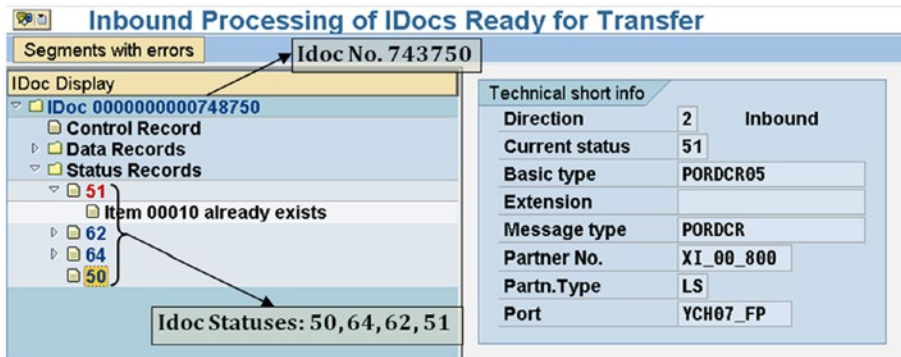 Inbound Processing of IDocs Ready for Transfer
Segments with errors
Idoc No. 743750
IDoc Display
IDoc 0000000000748750
Control Record
Data Records
Status Records
51
Item 00010 already exists
62
64
50
Idoc Statuses: 50,64,62,51
Technical short info
Direction 2 Inbound
Current status 51
Basic type PORDCR05
Extension
Message type PORDCR
Partner No. XI_00_800
Partn.Type LS
Port YCH07_FP